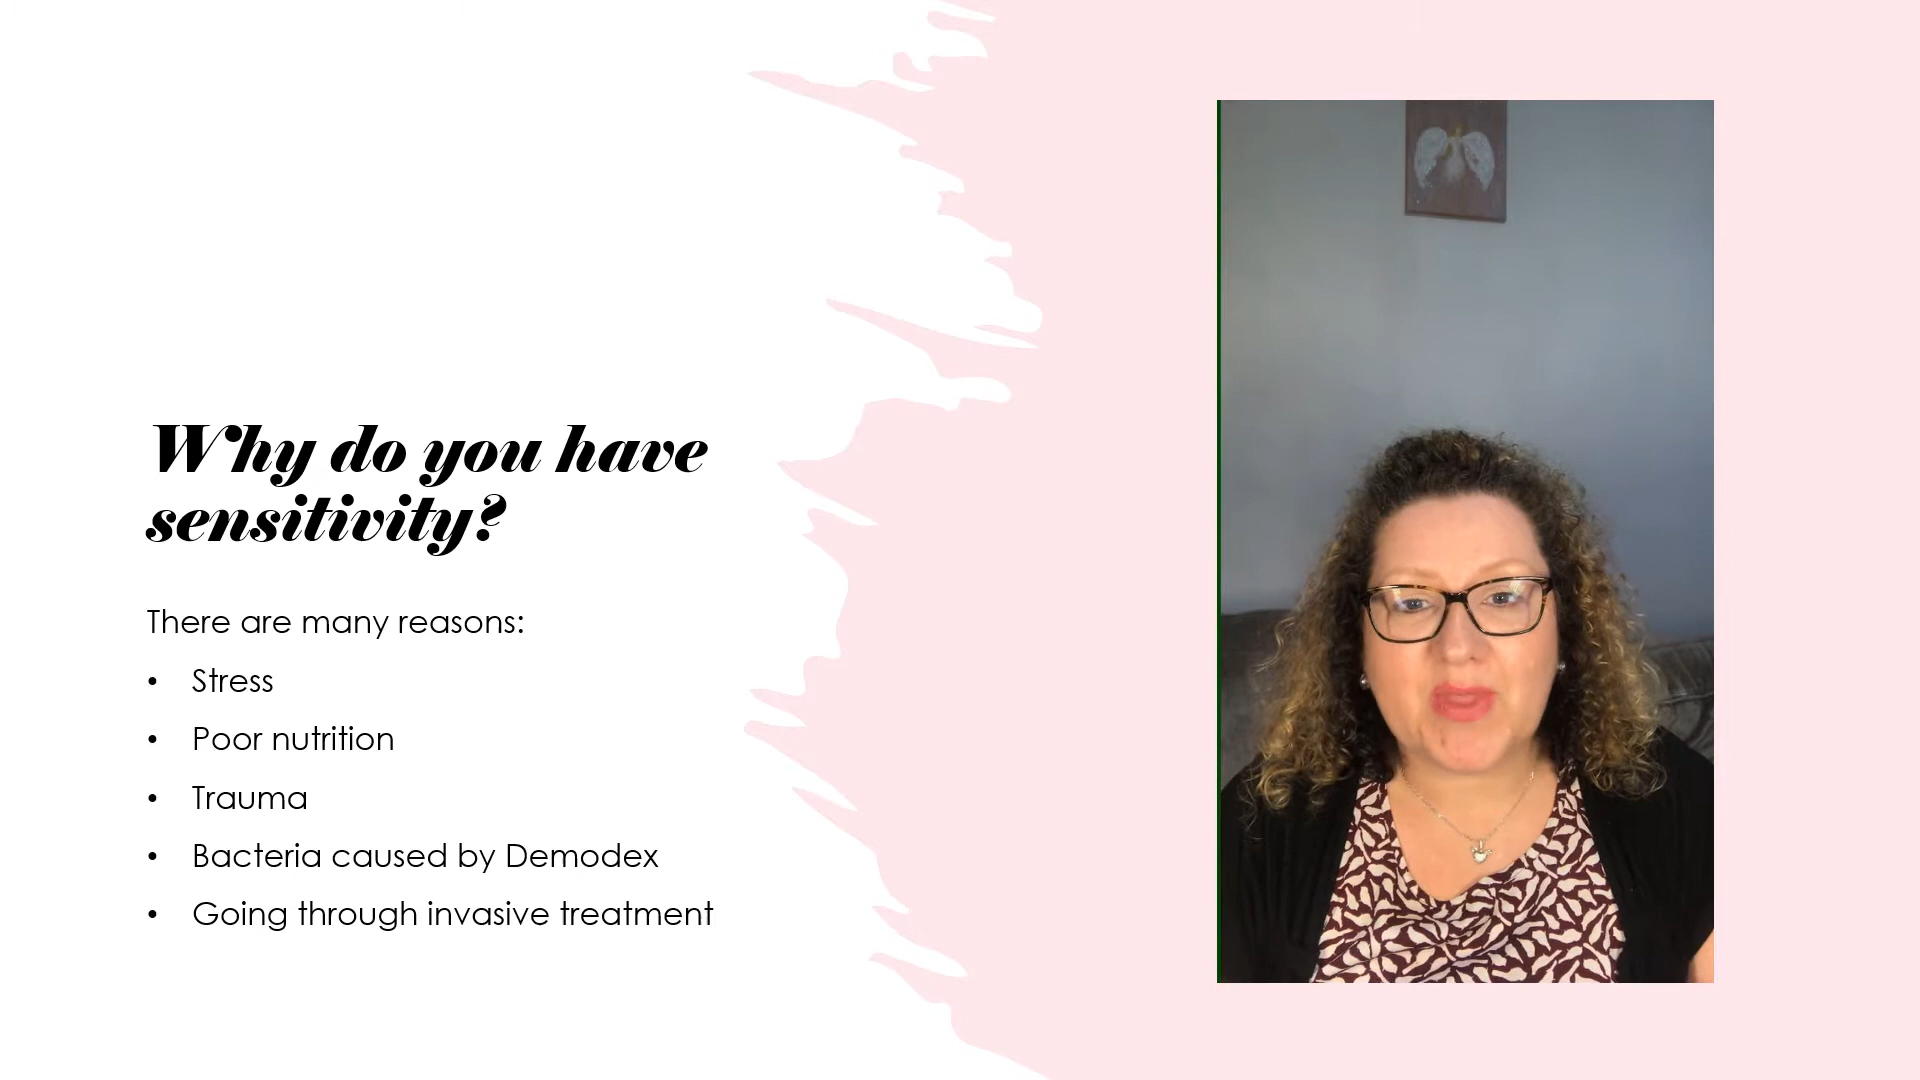 Why do you have
sensitivity?
There are many reasons:
• Stress
• Poor nutrition
• Trauma
• Bacteria caused by Demodex
• Going through invasive treatment